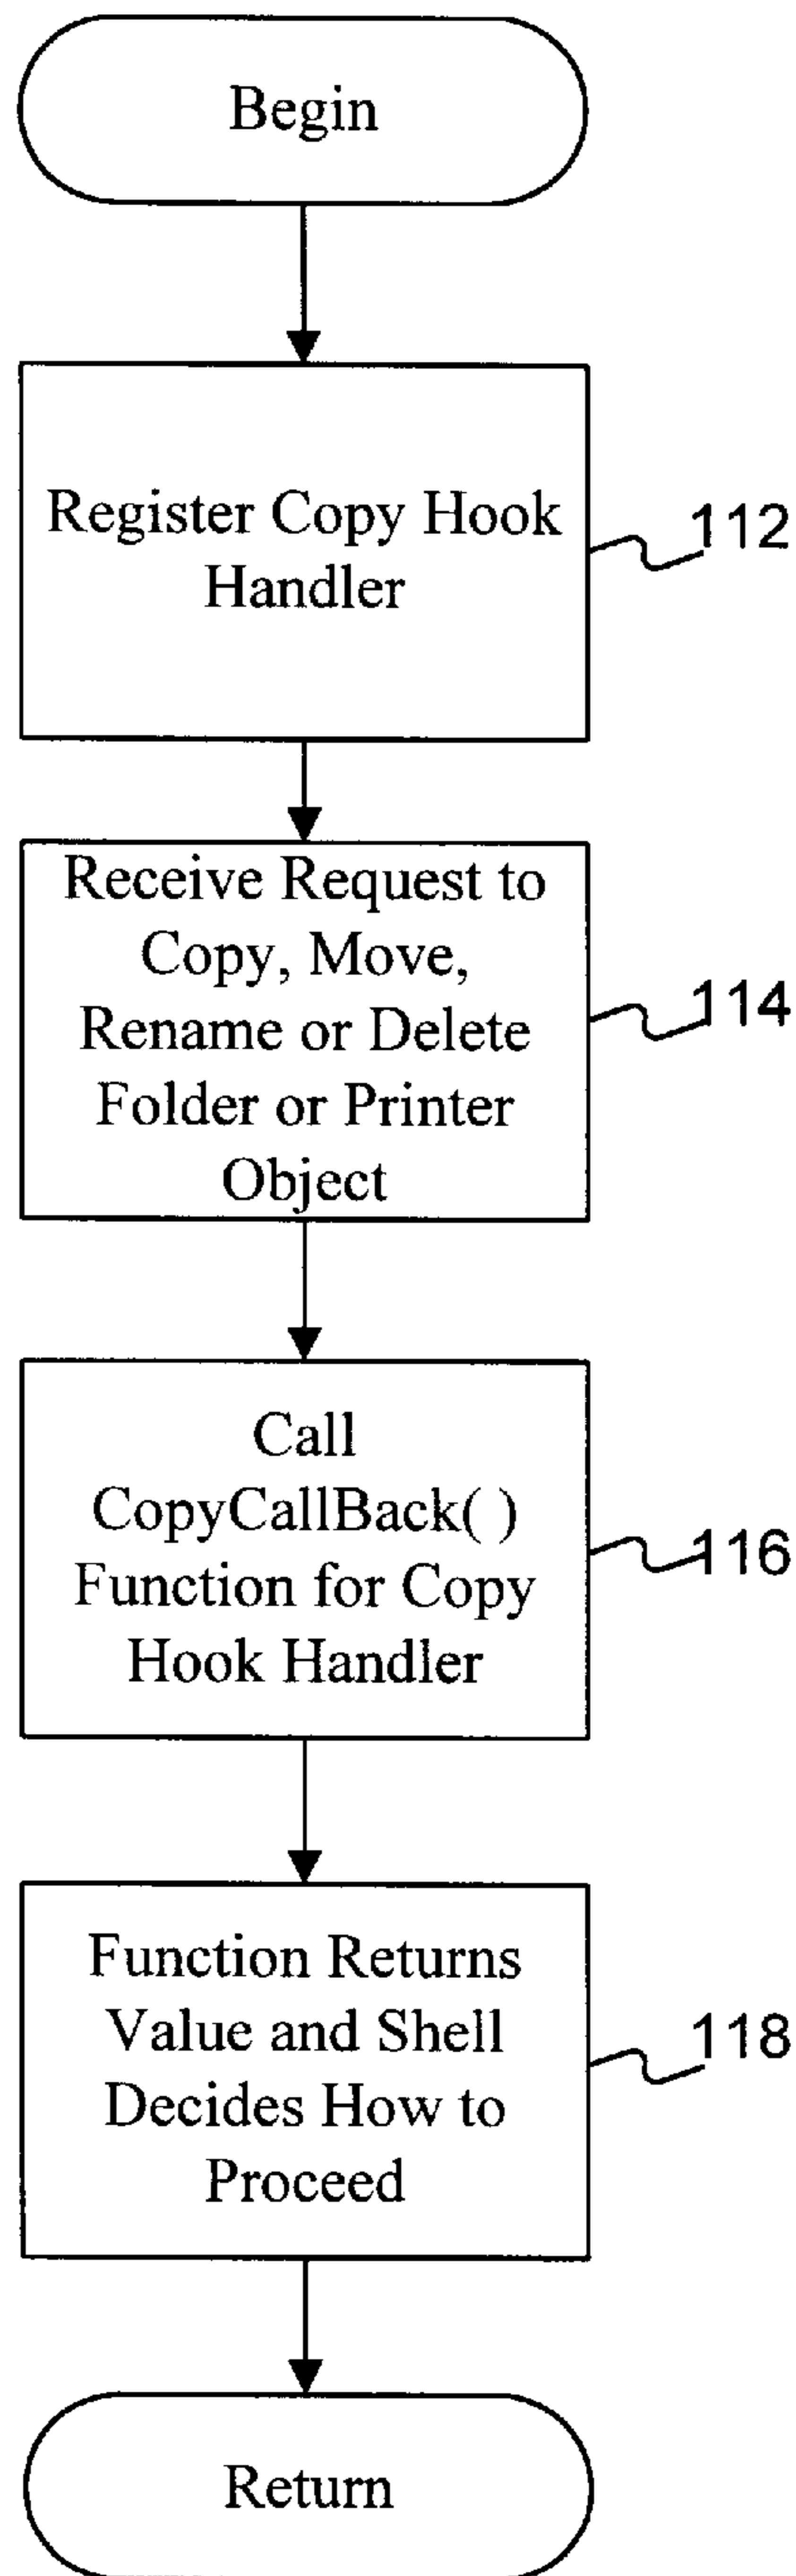 Begin
Register Copy Hook
Handler
112
Receive Request to
Copy, Move,
Rename or Delete
Folder or Printer
Object
114
Call
CopyCallBack( )
Function for Copy
Hook Handler
116
Function Returns
Value and Shell
Decides How to
Proceed
118
Return